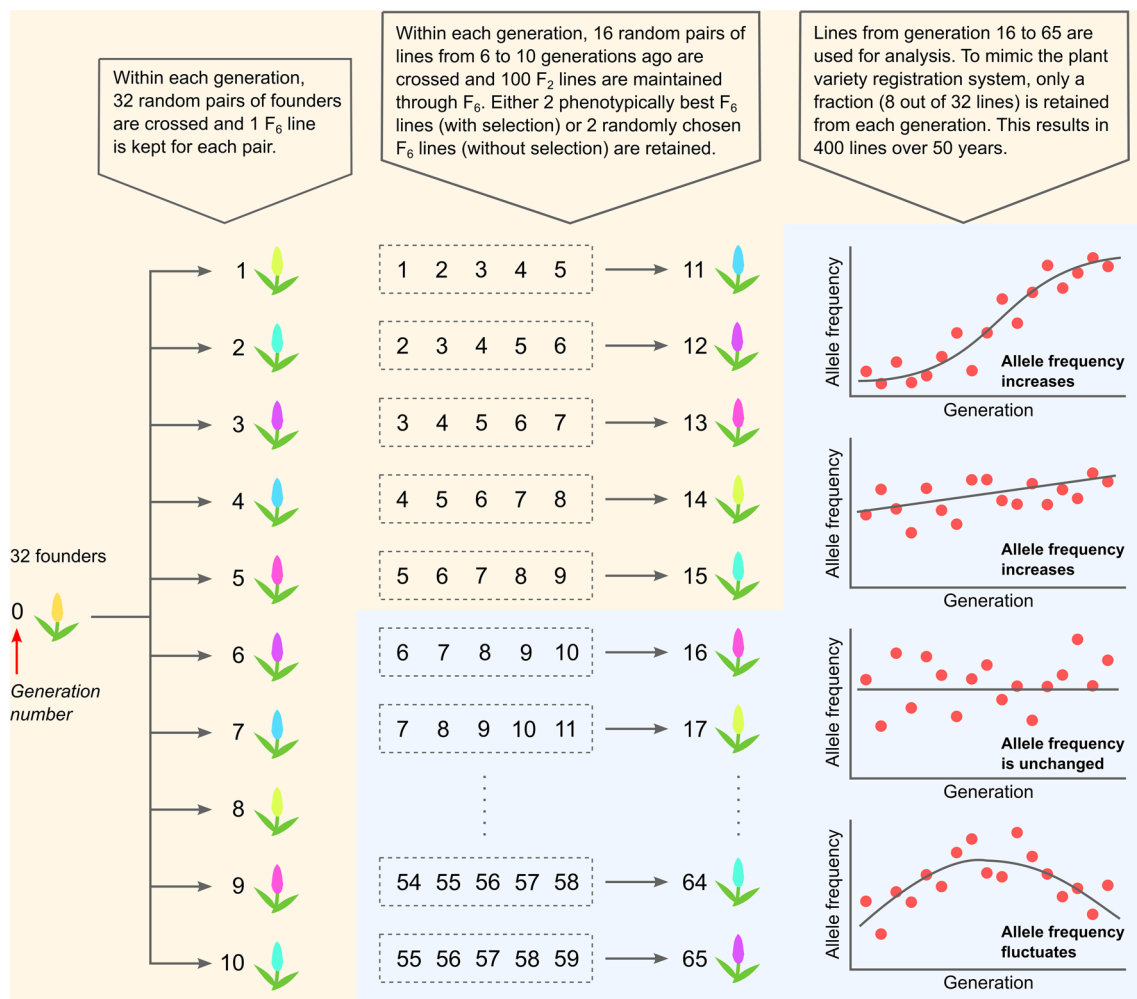 Within each generation,
32 random pairs of founders
are crossed and 1 F6 line
is kept for each pair.
Within each generation, 16 random pairs of
lines from 6 to 10 generations ago are
crossed and 100 F2 lines are maintained
through F6. Either 2 phenotypically best F6
lines (with selection) or 2 randomly chosen
F6 lines (without selection) are retained.
Lines from generation 16 to 65 are
used for analysis. To mimic the plant
variety registration system, only a
fraction (8 out of 32 lines) is retained
from each generation. This results in
400 lines over 50 years.
32 founders
0
Generation
number
1
2
3
4
5
6
7
8
9
10
1 2 3 4 5 11
2 3 4 5 6 12
3 4 5 6 7 13
4 5 6 7 8 14
5 6 7 8 9 15
6 7 8 9 10 16
7 8 9 10 11 17
54 55 56 57 58 64
55 56 57 58 59 65
Allele frequency
Allele frequency
increases
Generation
Allele frequency
Allele frequency
increases
Generation
Allele frequency
Allele frequency
is unchanged
Generation
Allele frequency
Allele frequency
fluctuates
Generation